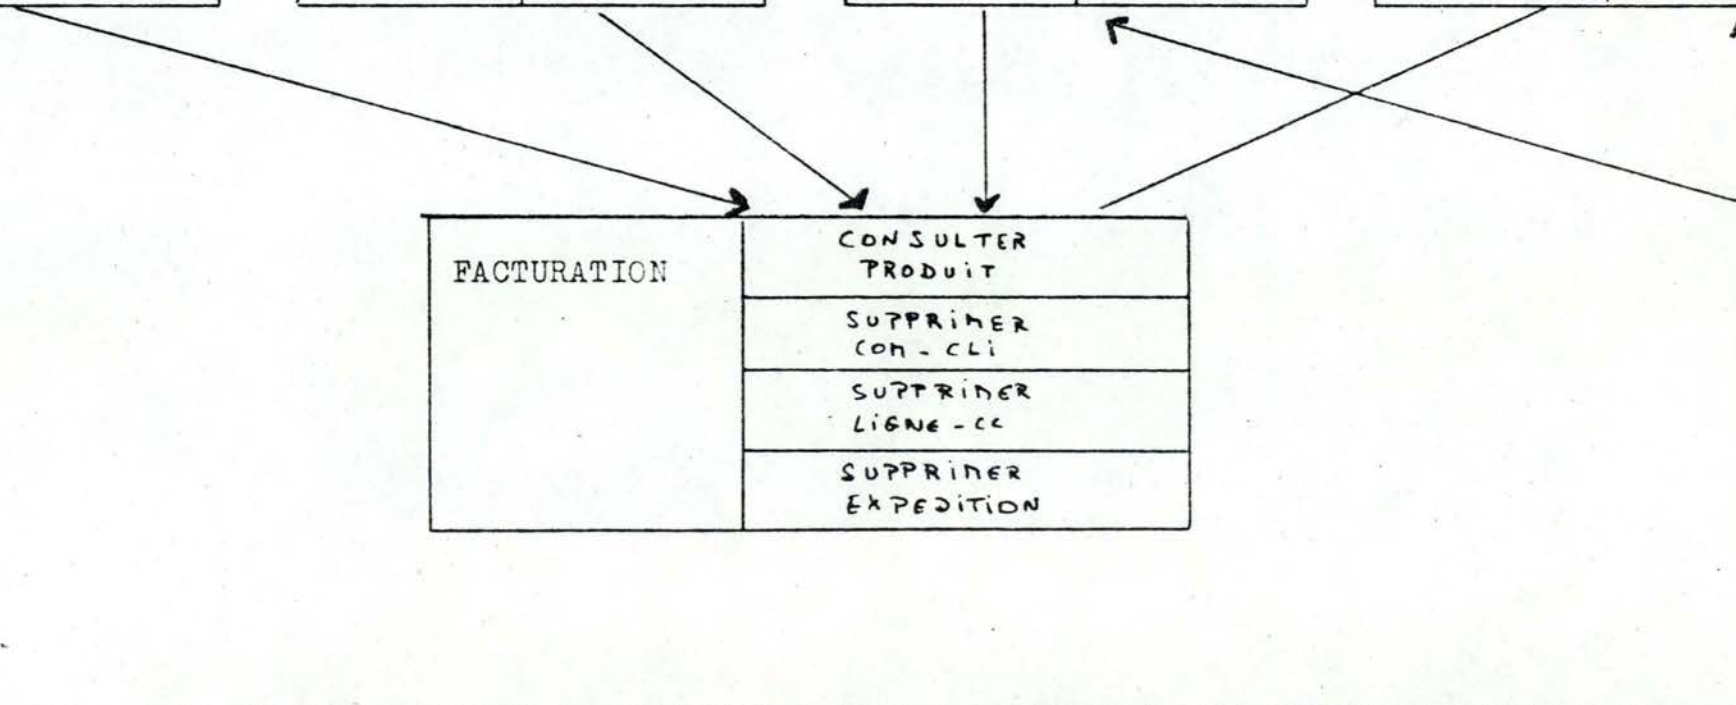 FACTURATION
CONSULTER
PRODUiT
SUPPRiMER
COM - CLi
SUPPRiMER
LiGNE - CC
SUPPRiMER
EXPEDiTiON